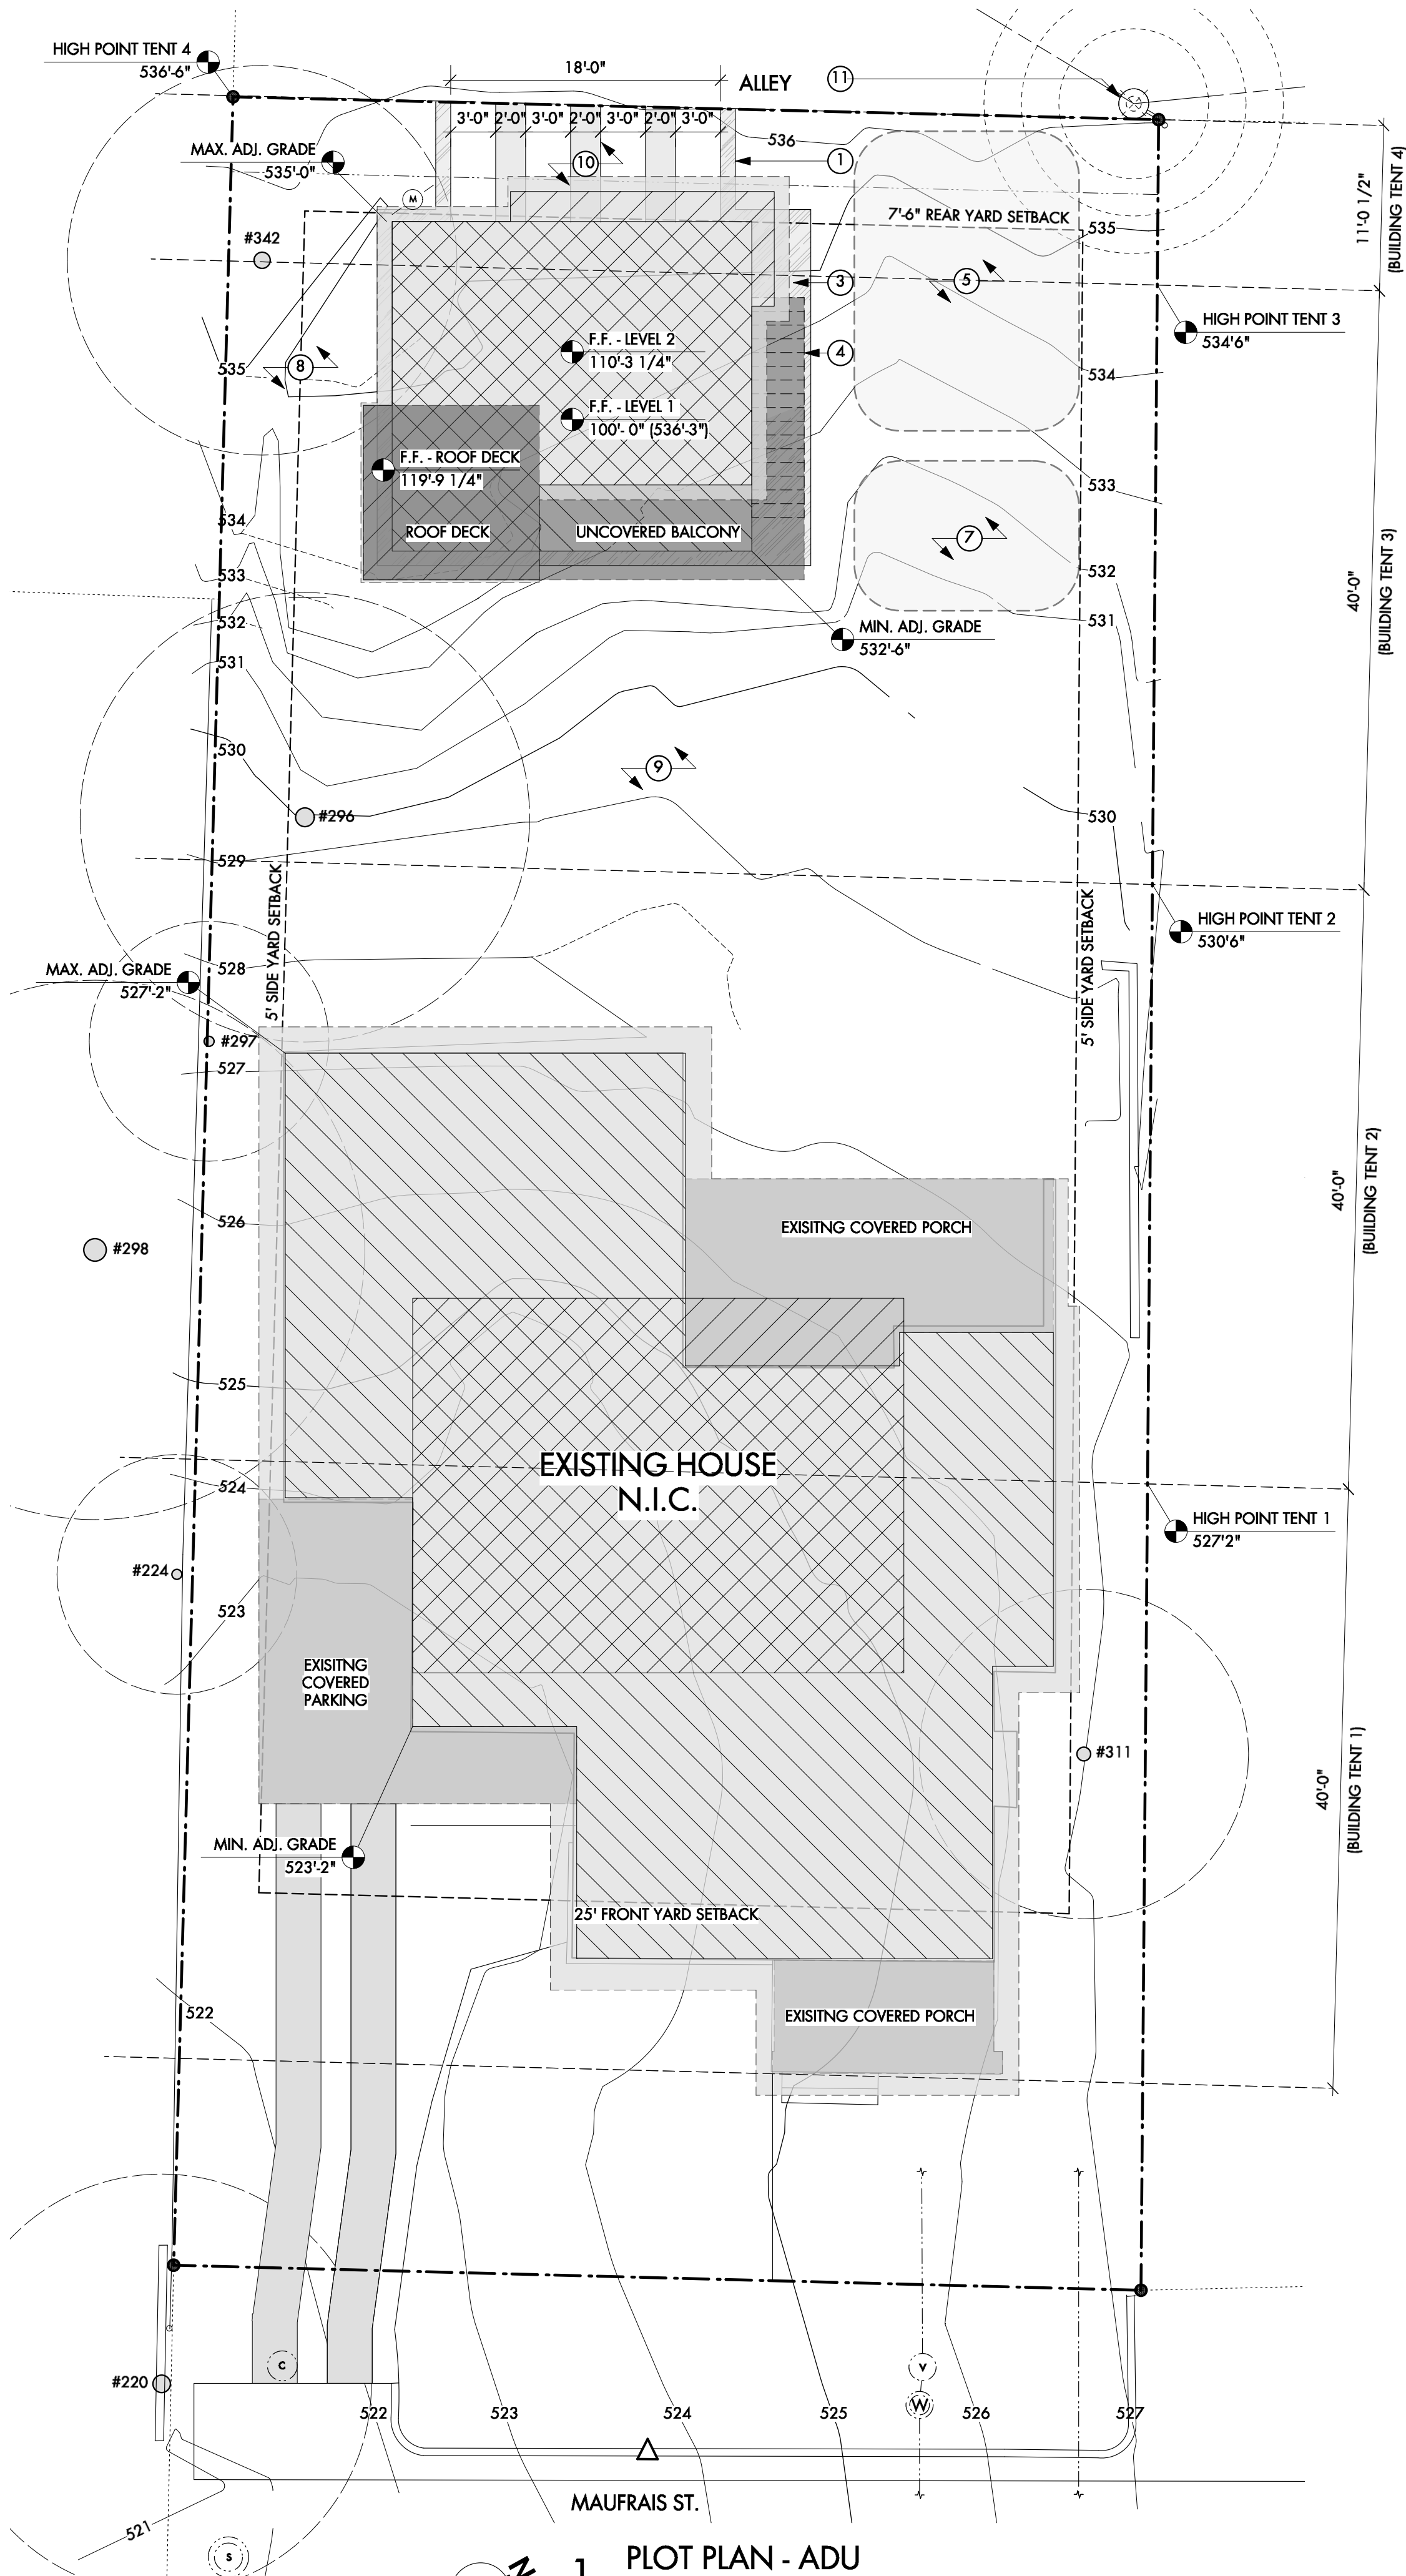 HIGH POINT TENT 4
536'-6"
18'-0"
ALLEY
11
3'-0" 2'-0" 3'-0" 2'-0" 3'-0" 2'-0" 3'-0"
536
MAX. ADJ. GRADE
535'-0"
10
1
M
7'-6" REAR YARD SETBACK
535
11'-0 1/2"
(BUILDING TENT 4)
#342
3
5
HIGH POINT TENT 3
534'6"
F.F. - LEVEL 2
110'-3 1/4"
4
535
8
534
F.F. - LEVEL 1
100'- 0" (536'-3")
F.F. - ROOF DECK
119'-9 1/4"
533
534
ROOF DECK
UNCOVERED BALCONY
7
533
532
40'-0"
(BUILDING TENT 3)
532
531
MIN. ADJ. GRADE
532'-6"
531
530
9
#296
530
529
5' SIDE YARD SETBACK
5' SIDE YARD SETBACK
HIGH POINT TENT 2
530'6"
528
MAX. ADJ. GRADE
527'-2"
#297
527
40'-0"
(BUILDING TENT 2)
526
EXISITNG COVERED PORCH
#298
525
EXISTING HOUSE
N.I.C.
524
HIGH POINT TENT 1
527'2"
#224
523
EXISITNG
COVERED
PARKING
#311
40'-0"
(BUILDING TENT 1)
MIN. ADJ. GRADE
523'-2"
25' FRONT YARD SETBACK
522
EXISITNG COVERED PORCH
C
V
#220
W
522
523
524
525
526
527
MAUFRAIS ST.
521
S
N
1
PLOT PLAN - ADU